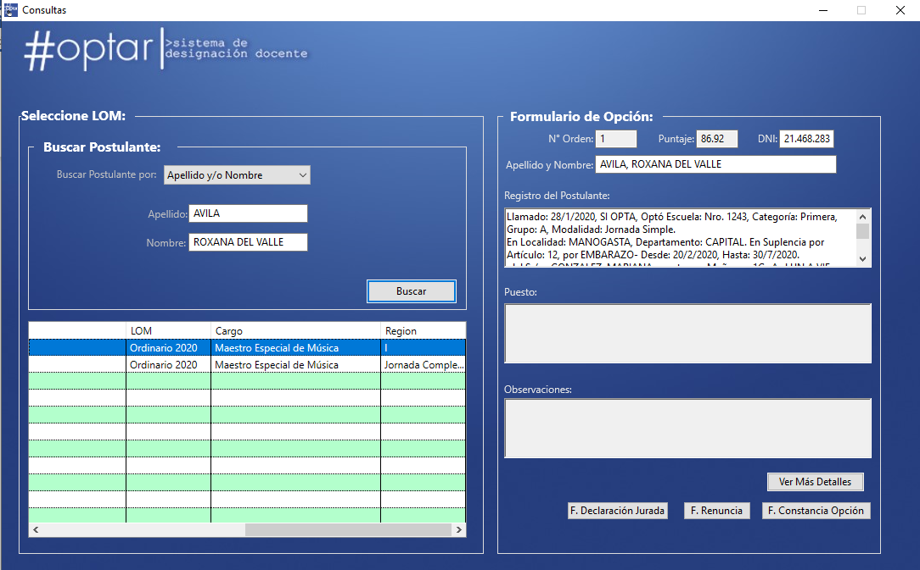 Consultas
#optar >sistema de
designación docente
Seleccione LOM:
Buscar Postulante:
Buscar Postulante por: Apellido y/o Nombre
Apellido: AVILA
Nombre: ROXANA DEL VALLE
Buscar
LOM Cargo Region
Ordinario 2020 Maestro Especial de Música I
Ordinario 2020 Maestro Especial de Música Jornada Comple...
Formulario de Opción:
N° Orden: 1 Puntaje: 86.92 DNI: 21.468.283
Apellido y Nombre: AVILA, ROXANA DEL VALLE
Registro del Postulante:
Llamado: 28/1/2020, SI OPTA, Optó Escuela: Nro. 1243, Categoría: Primera,
Grupo: A, Modalidad: Jornada Simple.
En Localidad: MANOGASTA, Departamento: CAPITAL. En Suplencia por
Artículo: 12, por EMBARAZO- Desde: 20/2/2020, Hasta: 30/7/2020.
GONZALEZ, MARIANA
Puesto:
Observaciones:
Ver Más Detalles
F. Declaración Jurada F. Renuncia F. Constancia Opción